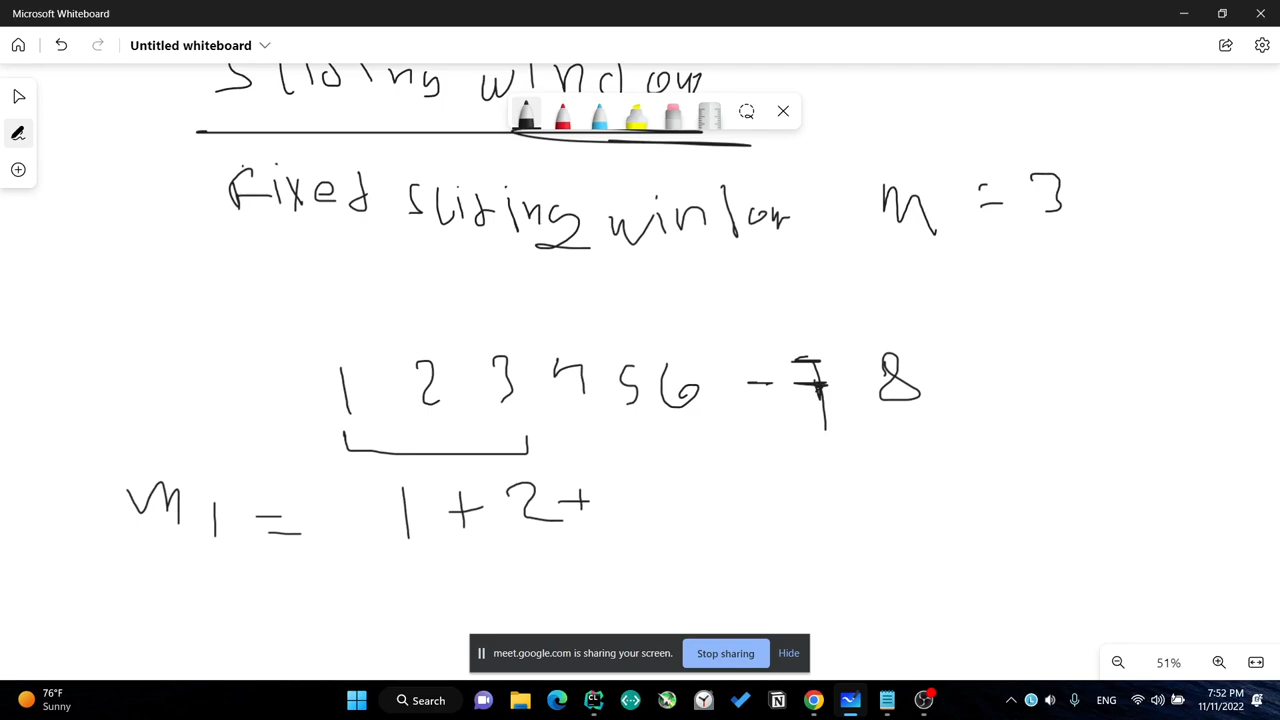 Microsoft Whiteboard
Untitled whiteboard
Sliding window
Fixed sliding window m = 3
1 2 3 4 5 6 - 7 8
m1 = 1 + 2 +
meet.google.com is sharing your screen. Stop sharing Hide
51%
76°F
Sunny
Search
ENG
7:52 PM
11/11/2022